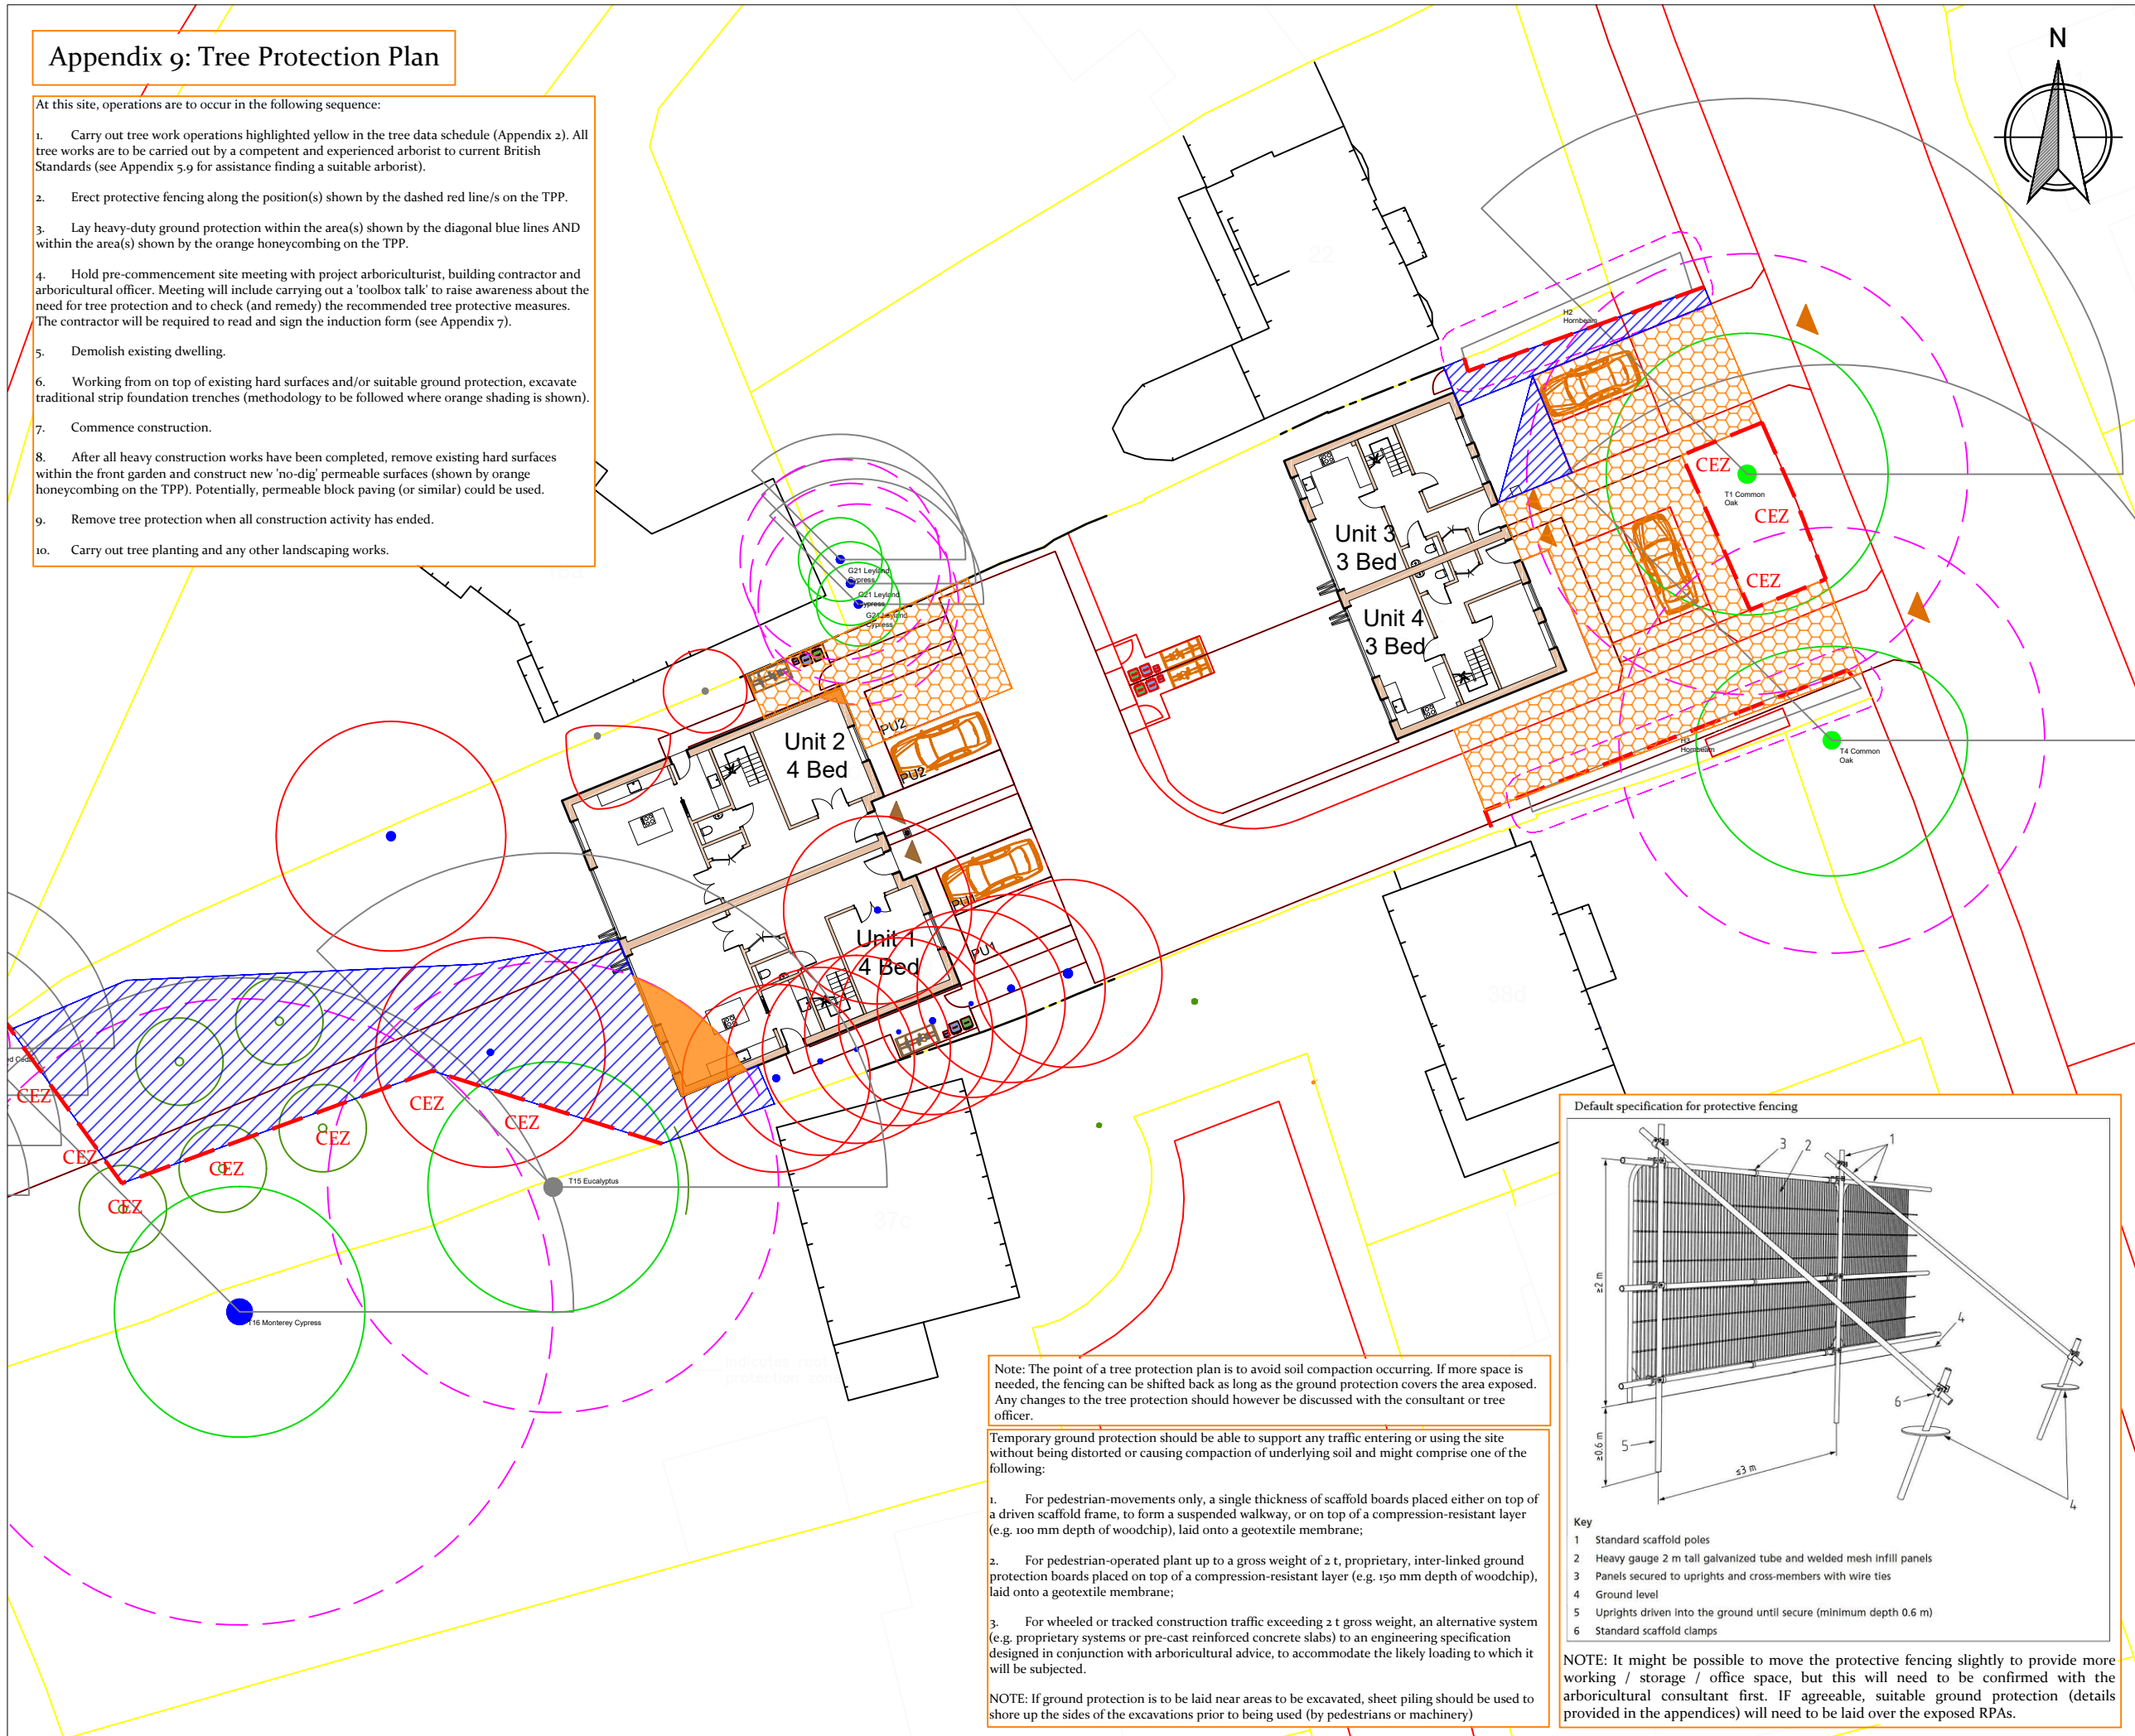 Appendix 9: Tree Protection Plan
At this site, operations are to occur in the following sequence:
1. Carry out tree work operations highlighted yellow in the tree data schedule (Appendix 2). All
tree works are to be carried out by a competent and experienced arborist to current British
Standards (see Appendix 5.9 for assistance finding a suitable arborist).
2. Erect protective fencing along the position(s) shown by the dashed red line/s on the TPP.
3. Lay heavy-duty ground protection within the area(s) shown by the diagonal blue lines AND
within the area(s) shown by the orange honeycombing on the TPP.
4. Hold pre-commencement site meeting with project arboriculturist, building contractor and
arboricultural officer. Meeting will include carrying out a 'toolbox talk' to raise awareness about the
need for tree protection and to check (and remedy) the recommended tree protective measures.
The contractor will be required to read and sign the induction form (see Appendix 7).
5. Demolish existing dwelling.
6. Working from on top of existing hard surfaces and/or suitable ground protection, excavate
traditional strip foundation trenches (methodology to be followed where orange shading is shown).
7. Commence construction.
8. After all heavy construction works have been completed, remove existing hard surfaces
within the front garden and construct new 'no-dig' permeable surfaces (shown by orange
honeycombing on the TPP). Potentially, permeable block paving (or similar) could be used.
9. Remove tree protection when all construction activity has ended.
10. Carry out tree planting and any other landscaping works.
N
22
H2
Hornbeam
CEZ
T1 Common
Oak
CEZ
CEZ
Unit 3
3 Bed
Unit 4
3 Bed
G21 Leyland
Cypress
G21 Leyland
Cypress
G21 Leyland
Cypress
H3
Hornbeam
T4 Common
Oak
PU2
PU2
Unit 2
4 Bed
PU1
PU1
Unit 1
4 Bed
38d
CEZ
CEZ
CEZ
CEZ
CEZ
CEZ
CEZ
T15 Eucalyptus
T16 Monterey Cypress
37c
Indicates root
protection zone
Note: The point of a tree protection plan is to avoid soil compaction occurring. If more space is
needed, the fencing can be shifted back as long as the ground protection covers the area exposed.
Any changes to the tree protection should however be discussed with the consultant or tree
officer.
Temporary ground protection should be able to support any traffic entering or using the site
without being distorted or causing compaction of underlying soil and might comprise one of the
following:
1. For pedestrian-movements only, a single thickness of scaffold boards placed either on top of
a driven scaffold frame, to form a suspended walkway, or on top of a compression-resistant layer
(e.g. 100 mm depth of woodchip), laid onto a geotextile membrane;
2. For pedestrian-operated plant up to a gross weight of 2 t, proprietary, inter-linked ground
protection boards placed on top of a compression-resistant layer (e.g. 150 mm depth of woodchip),
laid onto a geotextile membrane;
3. For wheeled or tracked construction traffic exceeding 2 t gross weight, an alternative system
(e.g. proprietary systems or pre-cast reinforced concrete slabs) to an engineering specification
designed in conjunction with arboricultural advice, to accommodate the likely loading to which it
will be subjected.
NOTE: If ground protection is to be laid near areas to be excavated, sheet piling should be used to
shore up the sides of the excavations prior to being used (by pedestrians or machinery)
Default specification for protective fencing
3
2
1
≥2 m
4
6
≥0.6 m
5
≤3 m
4
Key
1 Standard scaffold poles
2 Heavy gauge 2 m tall galvanized tube and welded mesh infill panels
3 Panels secured to uprights and cross-members with wire ties
4 Ground level
5 Uprights driven into the ground until secure (minimum depth 0.6 m)
6 Standard scaffold clamps
NOTE: It might be possible to move the protective fencing slightly to provide more
working / storage / office space, but this will need to be confirmed with the
arboricultural consultant first. IF agreeable, suitable ground protection (details
provided in the appendices) will need to be laid over the exposed RPAs.